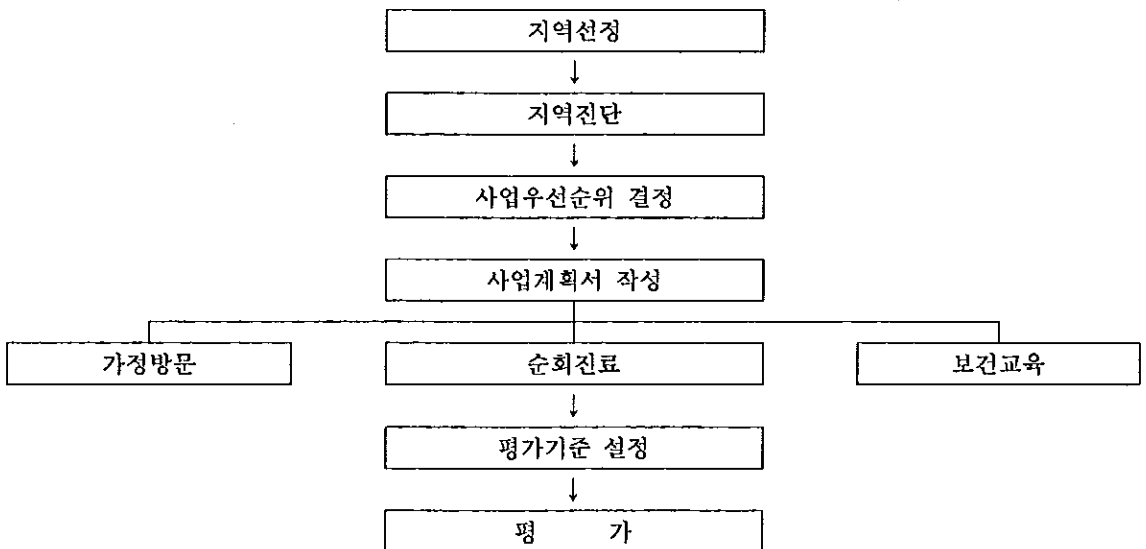 지역선정
지역진단
사업우선순위 결정
사업계획서 작성
가정방문 순회진료 보건교육
평가기준 설정
평 가